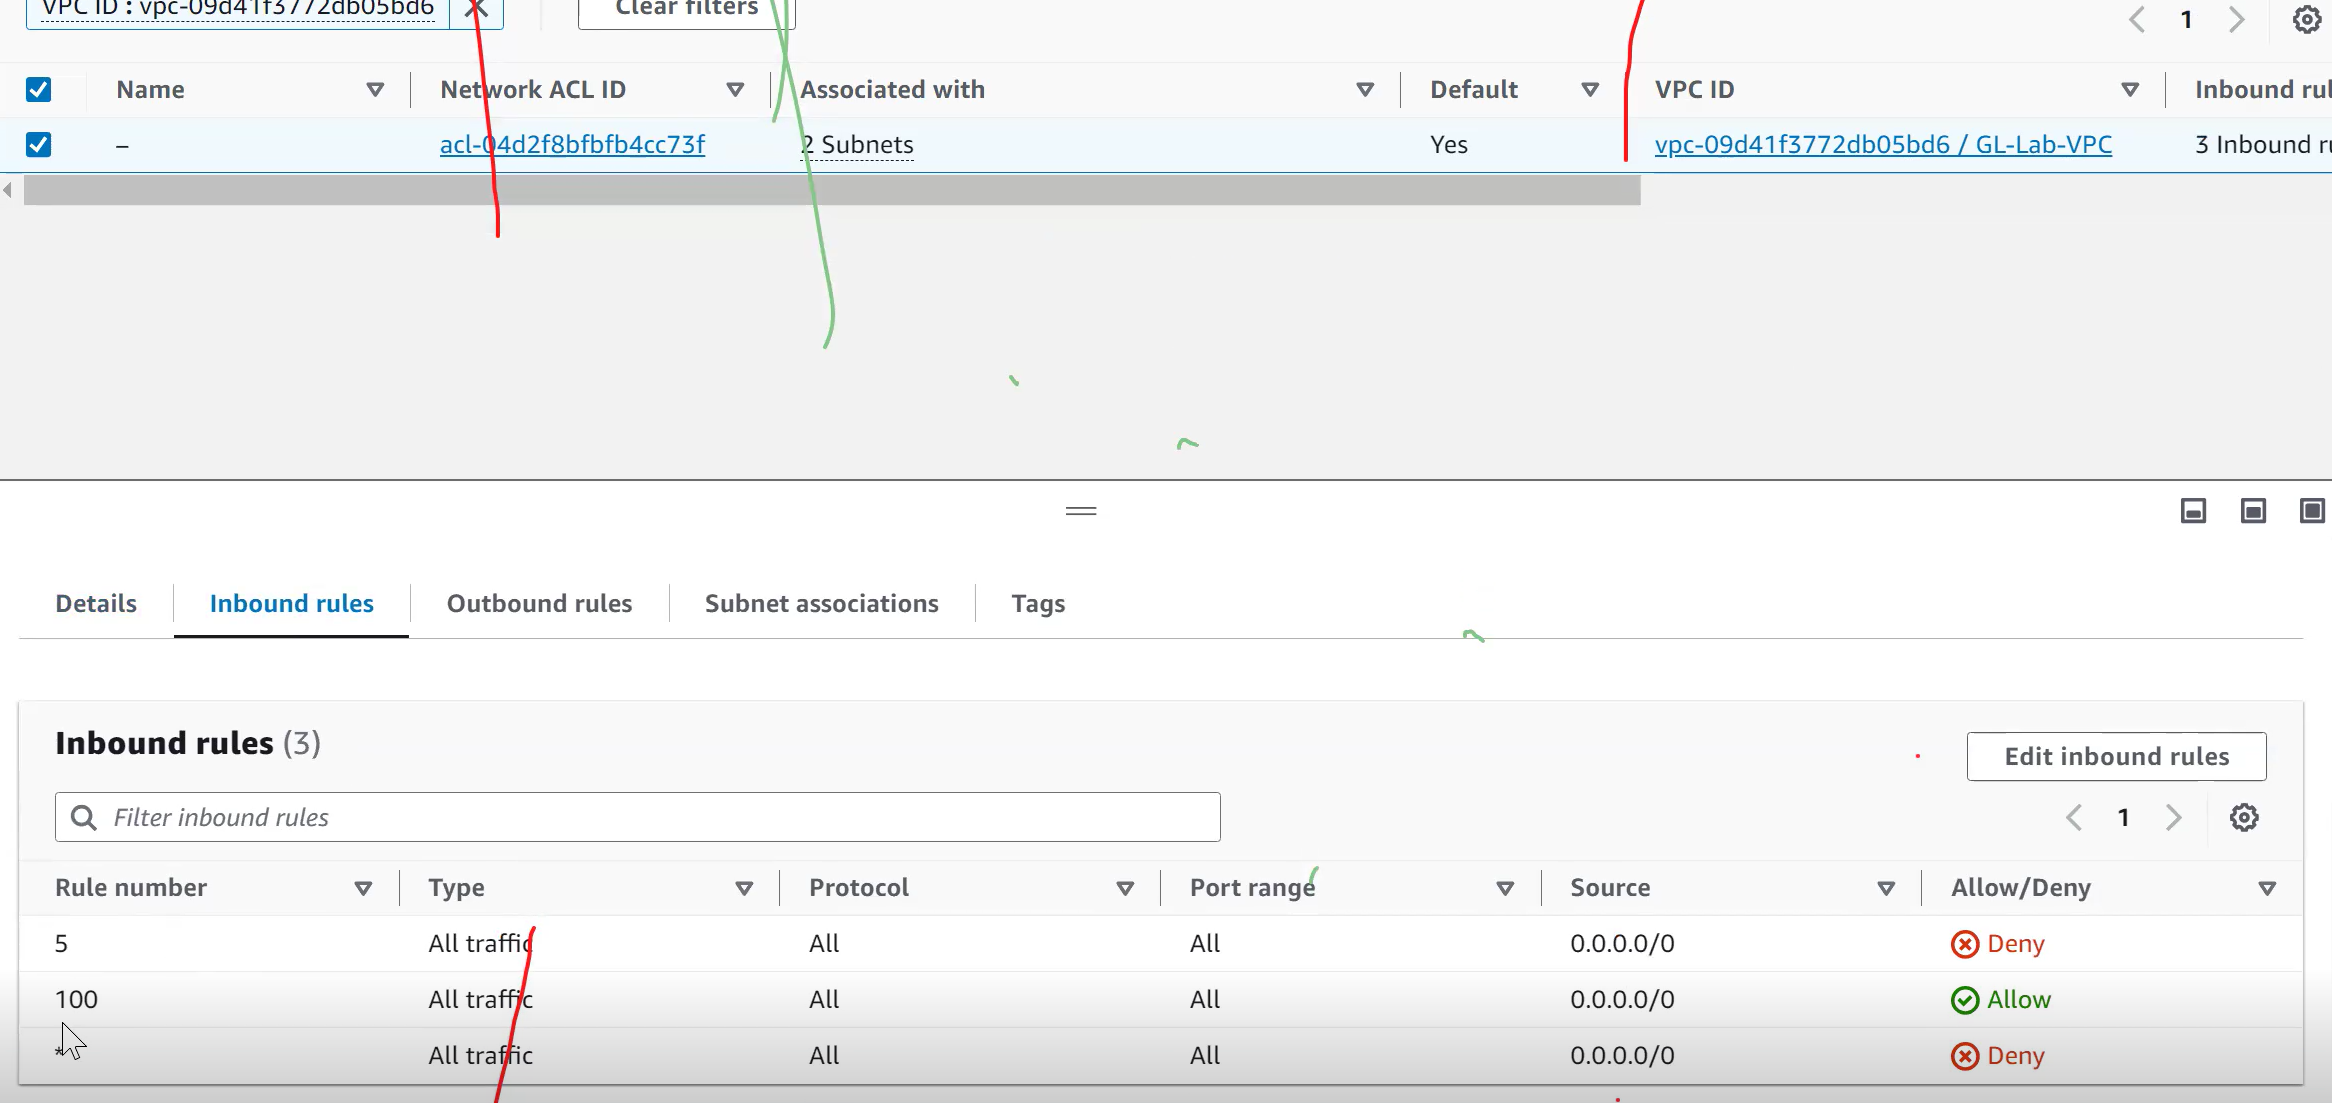 VPC ID : vpc-09d41f3772db05bd6 Clear filters 1
Name Network ACL ID Associated with Default VPC ID Inbound rul
– acl-04d2f8bfbfb4cc73f 2 Subnets Yes vpc-09d41f3772db05bd6 / GL-Lab-VPC 3 Inbound ru
Details Inbound rules Outbound rules Subnet associations Tags
Inbound rules (3) Edit inbound rules
Filter inbound rules 1
Rule number Type Protocol Port range Source Allow/Deny
5 All traffic All All 0.0.0.0/0 Deny
100 All traffic All All 0.0.0.0/0 Allow
* All traffic All All 0.0.0.0/0 Deny